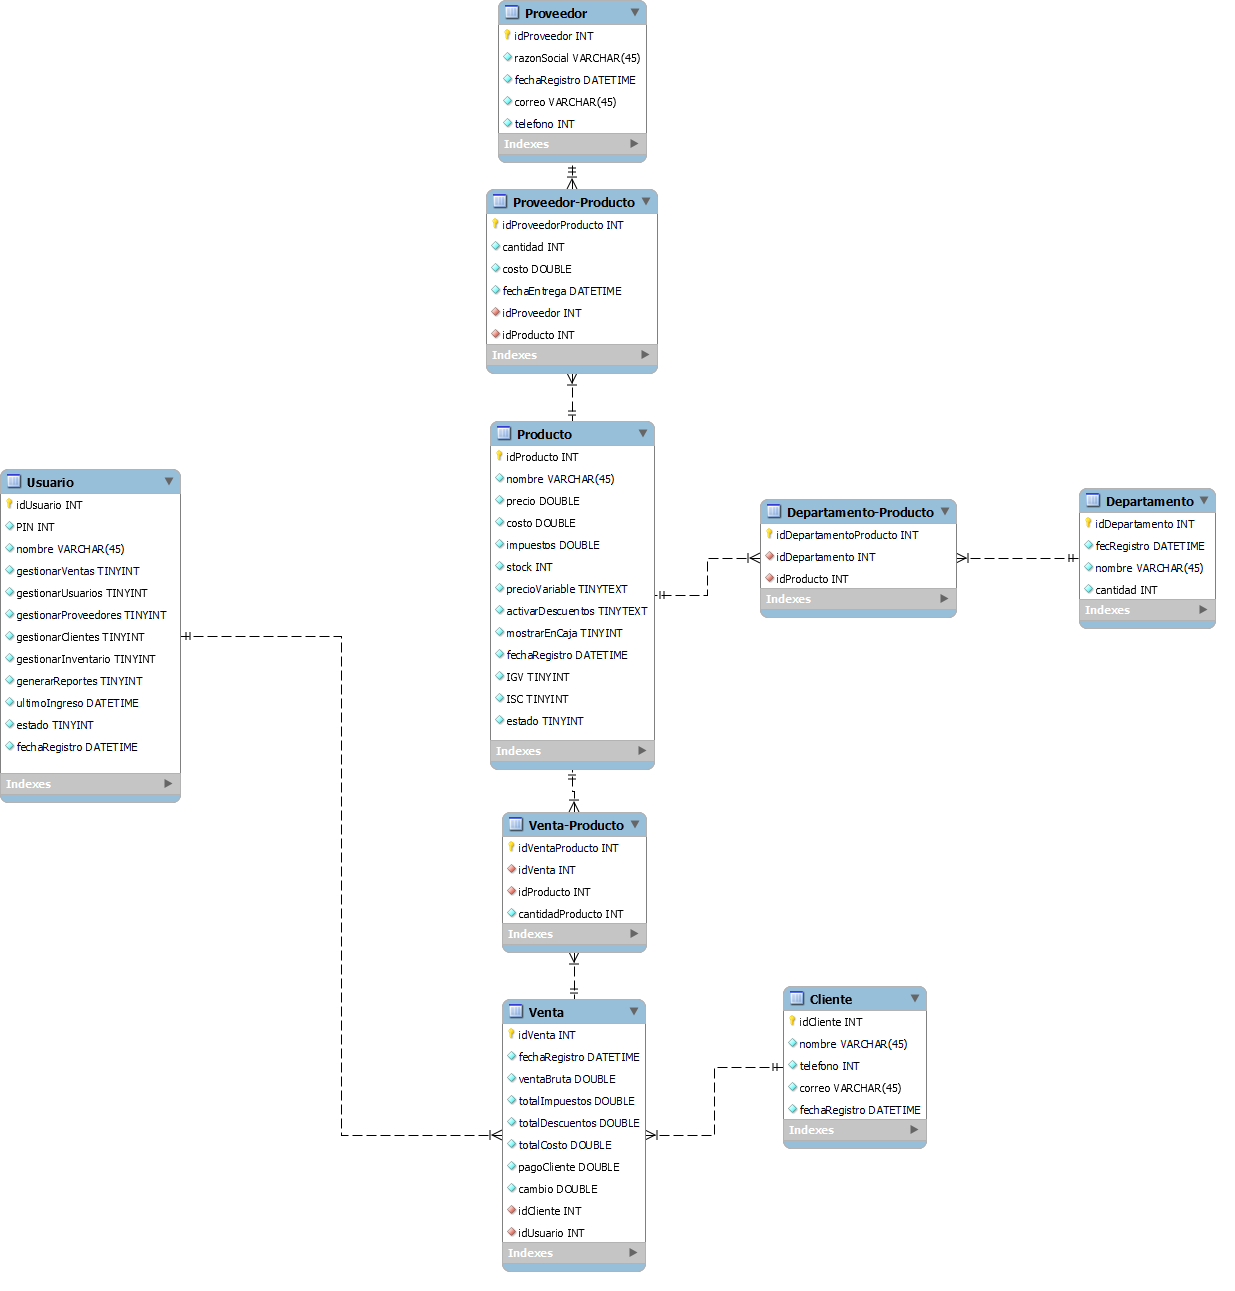 Proveedor
idProveedor INT
razonSocial VARCHAR(45)
fechaRegistro DATETIME
correo VARCHAR(45)
telefono INT
Indexes
Proveedor-Producto
idProveedorProducto INT
cantidad INT
costo DOUBLE
fechaEntrega DATETIME
idProveedor INT
idProducto INT
Indexes
Producto
idProducto INT
nombre VARCHAR(45)
precio DOUBLE
costo DOUBLE
impuestos DOUBLE
stock INT
precioVariable TINYTEXT
activarDescuentos TINYTEXT
mostrarEnCaja TINYINT
fechaRegistro DATETIME
IGV TINYINT
ISC TINYINT
estado TINYINT
Indexes
Usuario
idUsuario INT
PIN INT
nombre VARCHAR(45)
gestionarVentas TINYINT
gestionarUsuarios TINYINT
gestionarProveedores TINYINT
gestionarClientes TINYINT
gestionarInventario TINYINT
generarReportes TINYINT
ultimoIngreso DATETIME
estado TINYINT
fechaRegistro DATETIME
Indexes
Departamento-Producto
idDepartamentoProducto INT
idDepartamento INT
idProducto INT
Indexes
Departamento
idDepartamento INT
fecRegistro DATETIME
nombre VARCHAR(45)
cantidad INT
Indexes
Venta-Producto
idVentaProducto INT
idVenta INT
idProducto INT
cantidadProducto INT
Indexes
Venta
idVenta INT
fechaRegistro DATETIME
ventaBruta DOUBLE
totalImpuestos DOUBLE
totalDescuentos DOUBLE
totalCosto DOUBLE
pagoCliente DOUBLE
cambio DOUBLE
idCliente INT
idUsuario INT
Indexes
Cliente
idCliente INT
nombre VARCHAR(45)
telefono INT
correo VARCHAR(45)
fechaRegistro DATETIME
Indexes